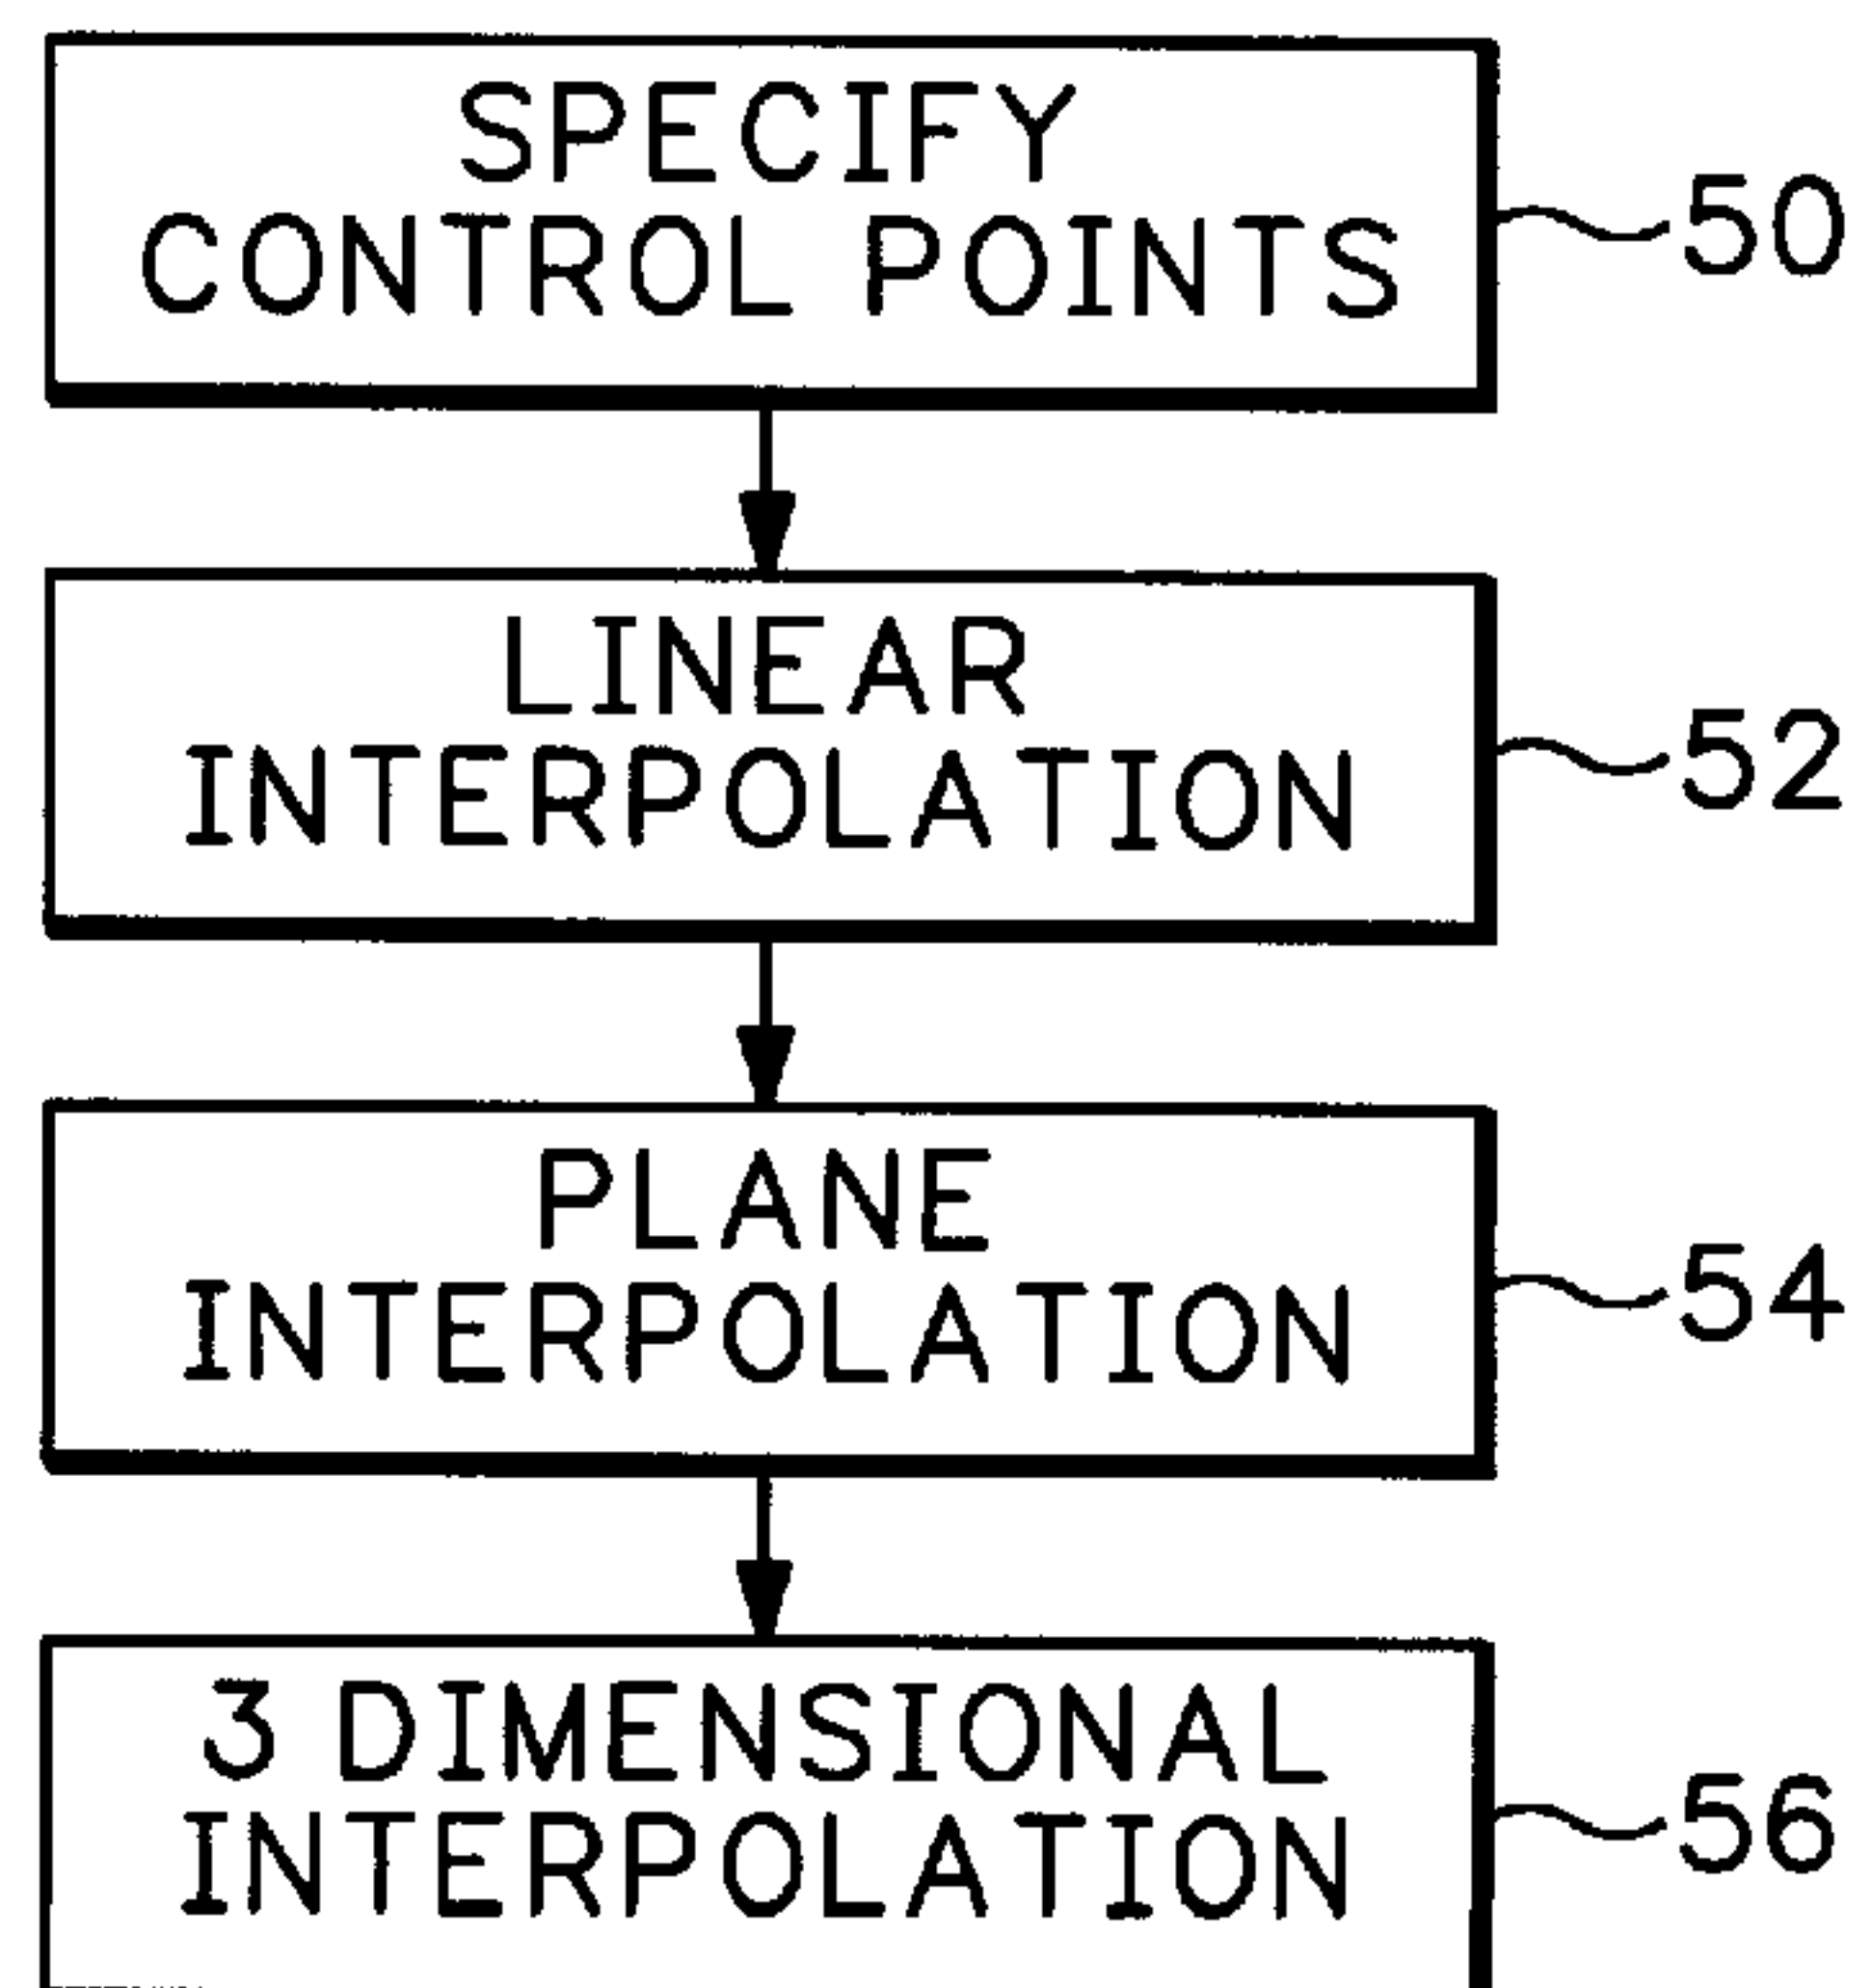 SPECIFY
CONTROL POINTS
50
LINEAR
INTERPOLATION
52
PLANE
INTERPOLATION
54
3 DIMENSIONAL
INTERPOLATION
56